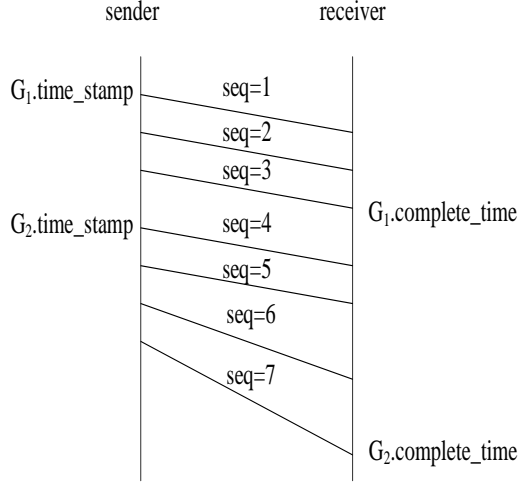 sender receiver
G1.time_stamp
seq=1
seq=2
seq=3
G1.complete_time
G2.time_stamp
seq=4
seq=5
seq=6
seq=7
G2.complete_time